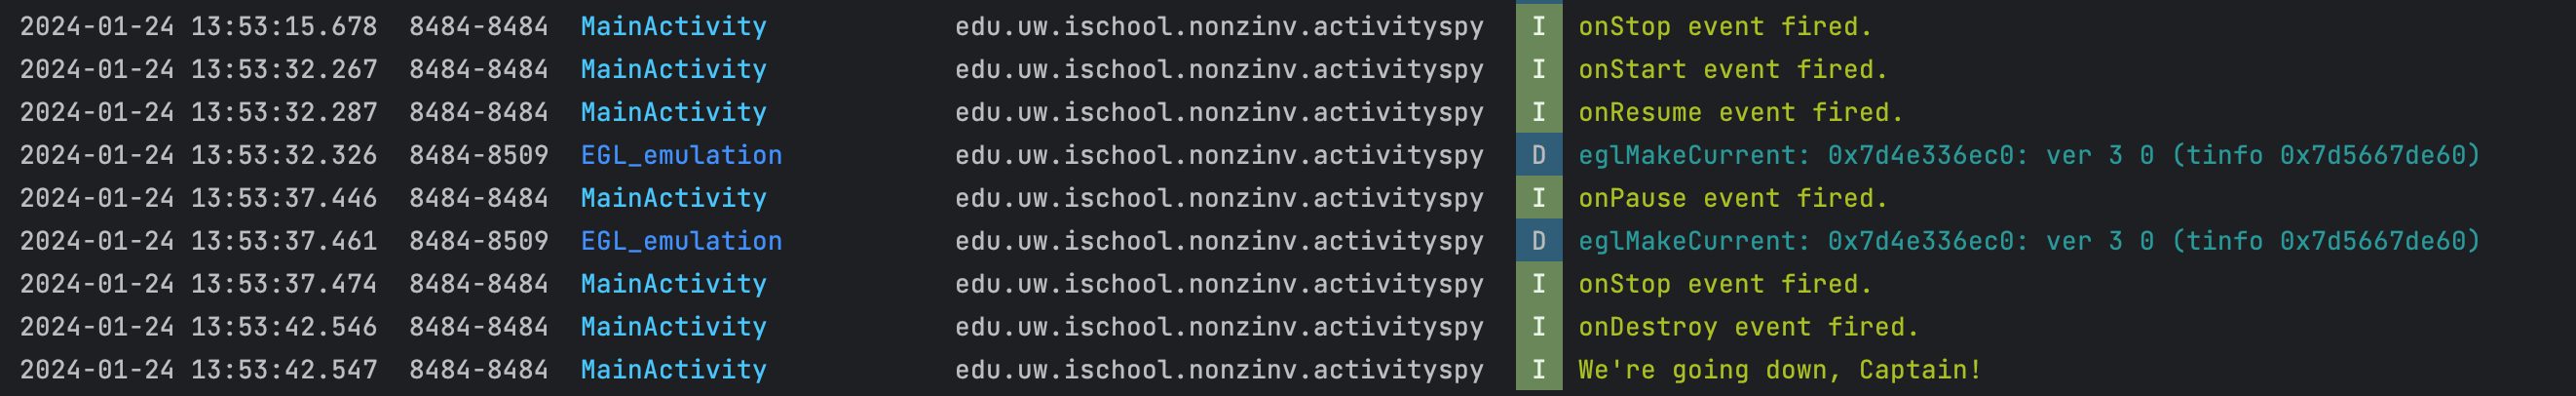 2024-01-24 13:53:15.678 8484-8484 MainActivity edu.uw.ischool.nonzinv.activityspy I onStop event fired.
2024-01-24 13:53:32.267 8484-8484 MainActivity edu.uw.ischool.nonzinv.activityspy I onStart event fired.
2024-01-24 13:53:32.287 8484-8484 MainActivity edu.uw.ischool.nonzinv.activityspy I onResume event fired.
2024-01-24 13:53:32.326 8484-8509 EGL_emulation edu.uw.ischool.nonzinv.activityspy D eglMakeCurrent: 0x7d4e336ec0: ver 3 0 (tinfo 0x7d5667de60)
2024-01-24 13:53:37.446 8484-8484 MainActivity edu.uw.ischool.nonzinv.activityspy I onPause event fired.
2024-01-24 13:53:37.461 8484-8509 EGL_emulation edu.uw.ischool.nonzinv.activityspy D eglMakeCurrent: 0x7d4e336ec0: ver 3 0 (tinfo 0x7d5667de60)
2024-01-24 13:53:37.474 8484-8484 MainActivity edu.uw.ischool.nonzinv.activityspy I onStop event fired.
2024-01-24 13:53:42.546 8484-8484 MainActivity edu.uw.ischool.nonzinv.activityspy I onDestroy event fired.
2024-01-24 13:53:42.547 8484-8484 MainActivity edu.uw.ischool.nonzinv.activityspy I We're going down, Captain!